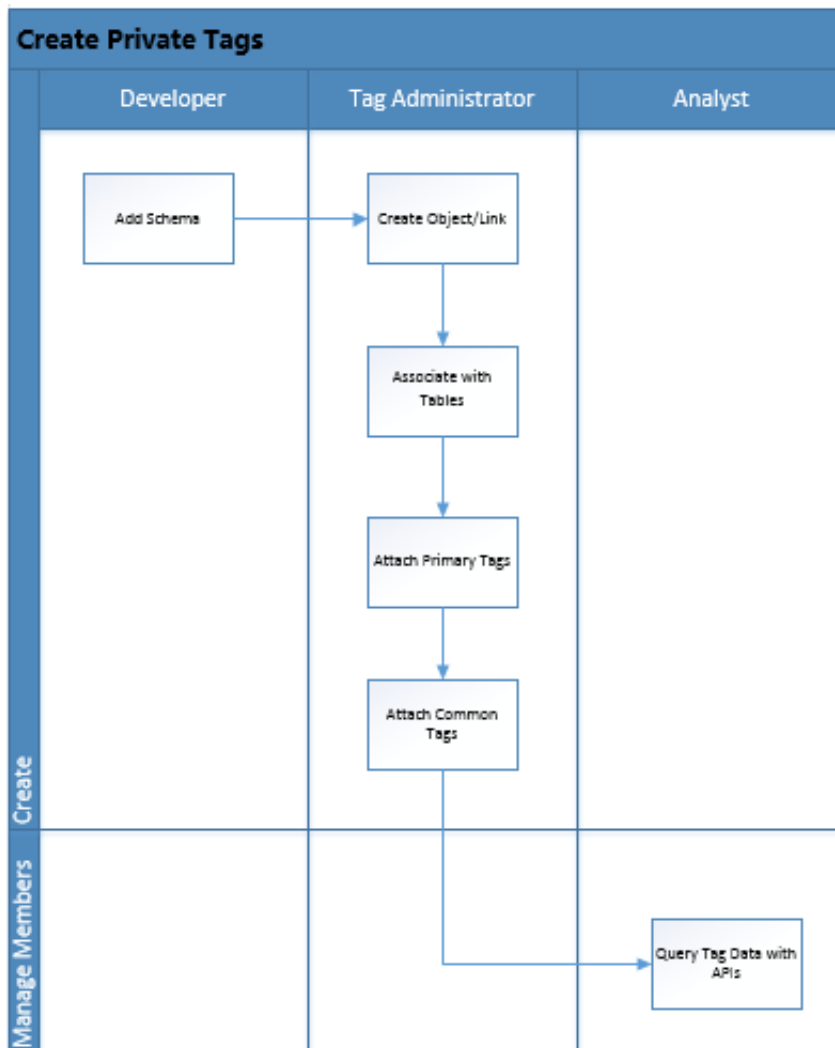 Create Private Tags
Developer
Tag Administrator
Analyst
Add Schema
Create Object/Link
Associate with
Tables
Attach Primary Tags
Attach Common
Tags
Create
Manage Members
Query Tag Data with
APIs